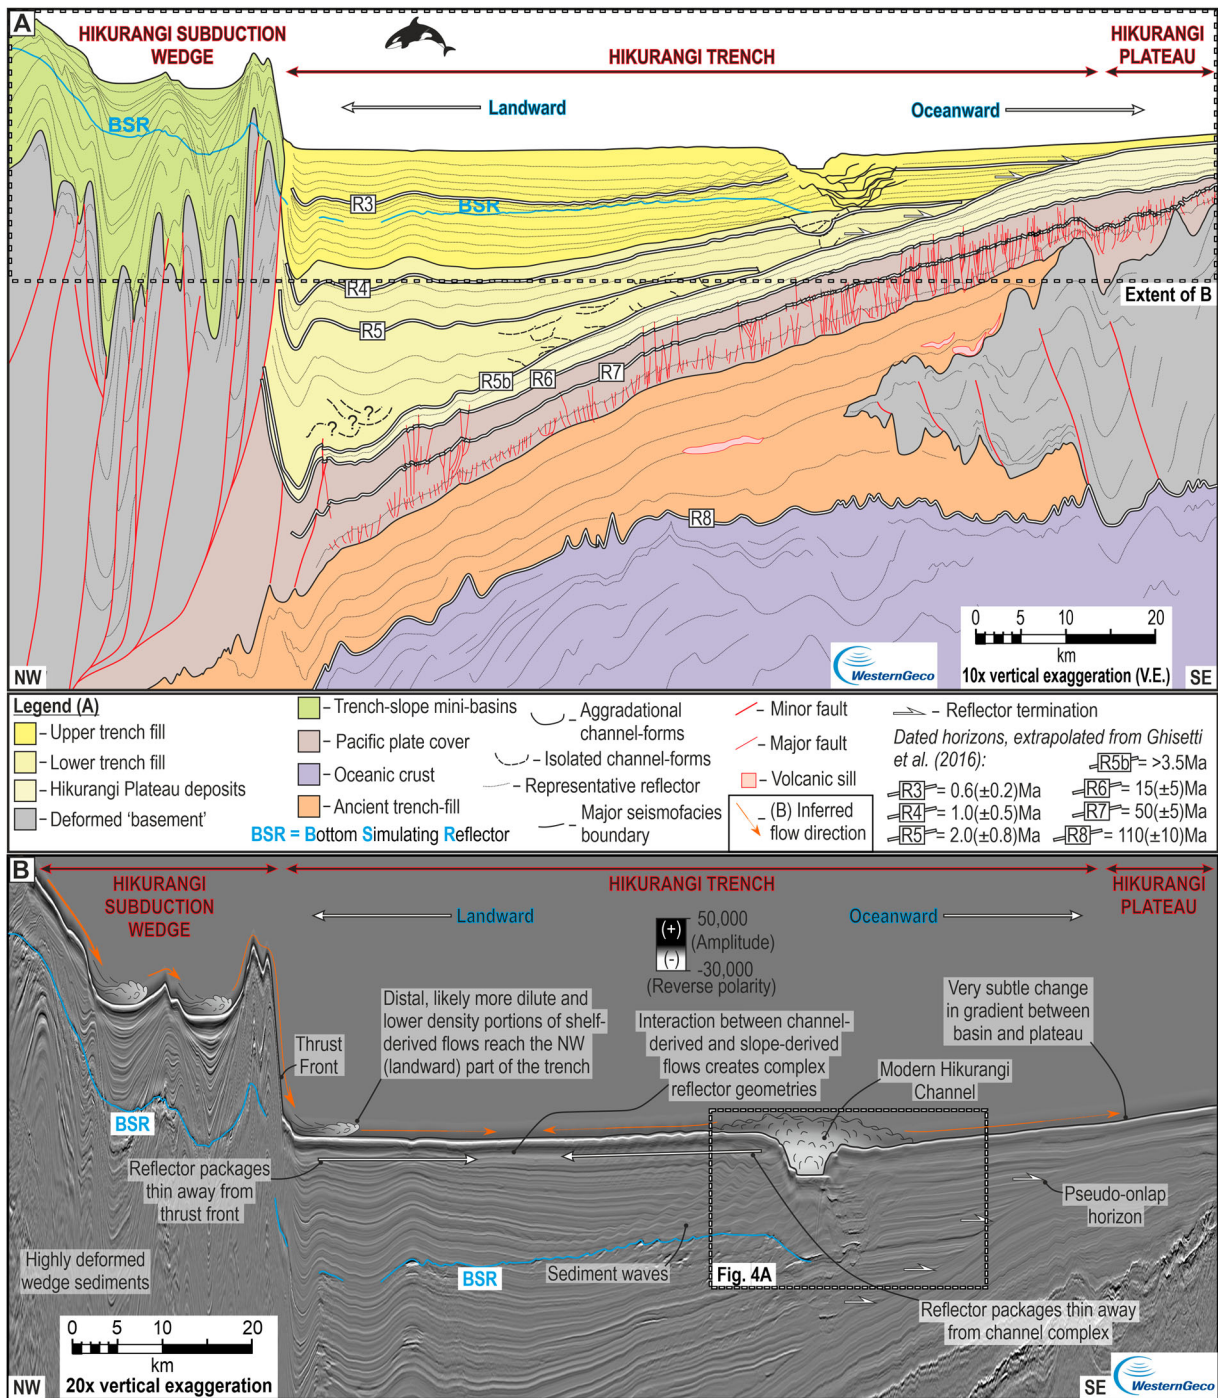 A
HIKURANGI SUBDUCTION
WEDGE
HIKURANGI TRENCH
HIKURANGI
PLATEAU
Landward
Oceanward
BSR
R3
BSR
R4
Extent of B
R5
R5b
R6
R7
? ? ?
R8
0 5 10 20
km
10x vertical exaggeration (V.E.)
WesternGeco
NW
SE
Legend (A)
– Upper trench fill
– Lower trench fill
– Hikurangi Plateau deposits
– Deformed ‘basement’
– Trench-slope mini-basins
– Pacific plate cover
– Oceanic crust
– Ancient trench-fill
BSR = Bottom Simulating Reflector
– Aggradational
channel-forms
– Isolated channel-forms
– Representative reflector
– Major seismofacies
boundary
– Minor fault
– Major fault
– Volcanic sill
– (B) Inferred
flow direction
– Reflector termination
Dated horizons, extrapolated from Ghisetti
et al. (2016):
R5b = >3.5Ma
R3 = 0.6(±0.2)Ma
R6 = 15(±5)Ma
R4 = 1.0(±0.5)Ma
R7 = 50(±5)Ma
R5 = 2.0(±0.8)Ma
R8 = 110(±10)Ma
B
HIKURANGI
SUBDUCTION
WEDGE
HIKURANGI TRENCH
HIKURANGI
PLATEAU
Landward
Oceanward
(+)
(-)
50,000
(Amplitude)
-30,000
(Reverse polarity)
Distal, likely more dilute and
lower density portions of shelf-
derived flows reach the NW
(landward) part of the trench
Interaction between channel-
derived and slope-derived
flows creates complex
reflector geometries
Very subtle change
in gradient between
basin and plateau
Thrust
Front
Modern Hikurangi
Channel
BSR
Reflector packages
thin away from
thrust front
Pseudo-onlap
horizon
Highly deformed
wedge sediments
BSR
Sediment waves
Fig. 4A
Reflector packages thin away
from channel complex
0 5 10 20
km
20x vertical exaggeration
NW
SE
WesternGeco